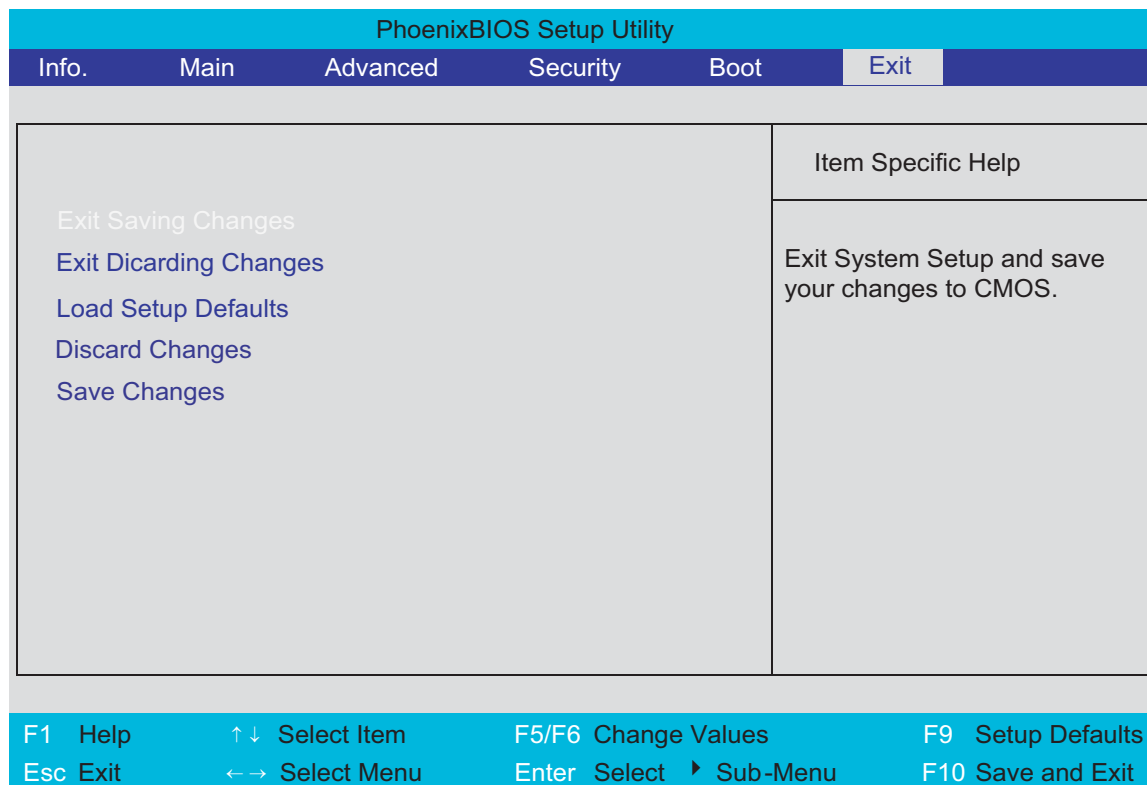 PhoenixBIOS Setup Utility
Info. Main Advanced Security Boot Exit
Item Specific Help
Exit Saving Changes
Exit Dicarding Changes
Load Setup Defaults
Discard Changes
Save Changes
Exit System Setup and save
your changes to CMOS.
F1 Help ↑↓ Select Item F5/F6 Change Values F9 Setup Defaults
Esc Exit ←→ Select Menu Enter Select ▶ Sub-Menu F10 Save and Exit